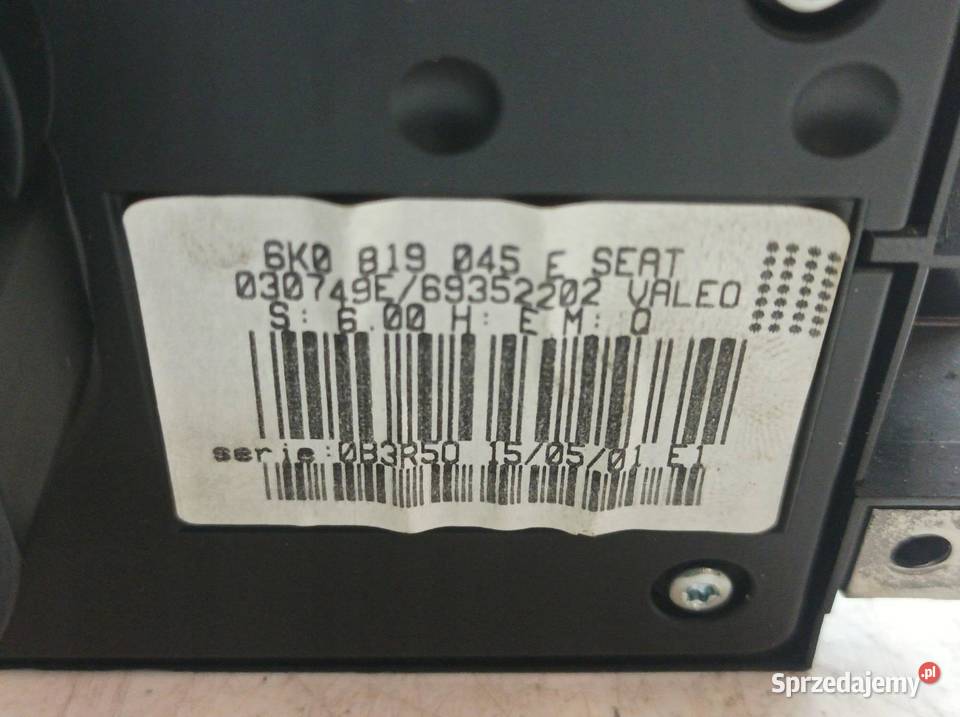 6K0 819 045 E SEAT
030749E/69352202 VALEO
S: 6.00 H: E M: Q
serie:0B3R50 15/05/01 E1
Sprzedajemy.pl